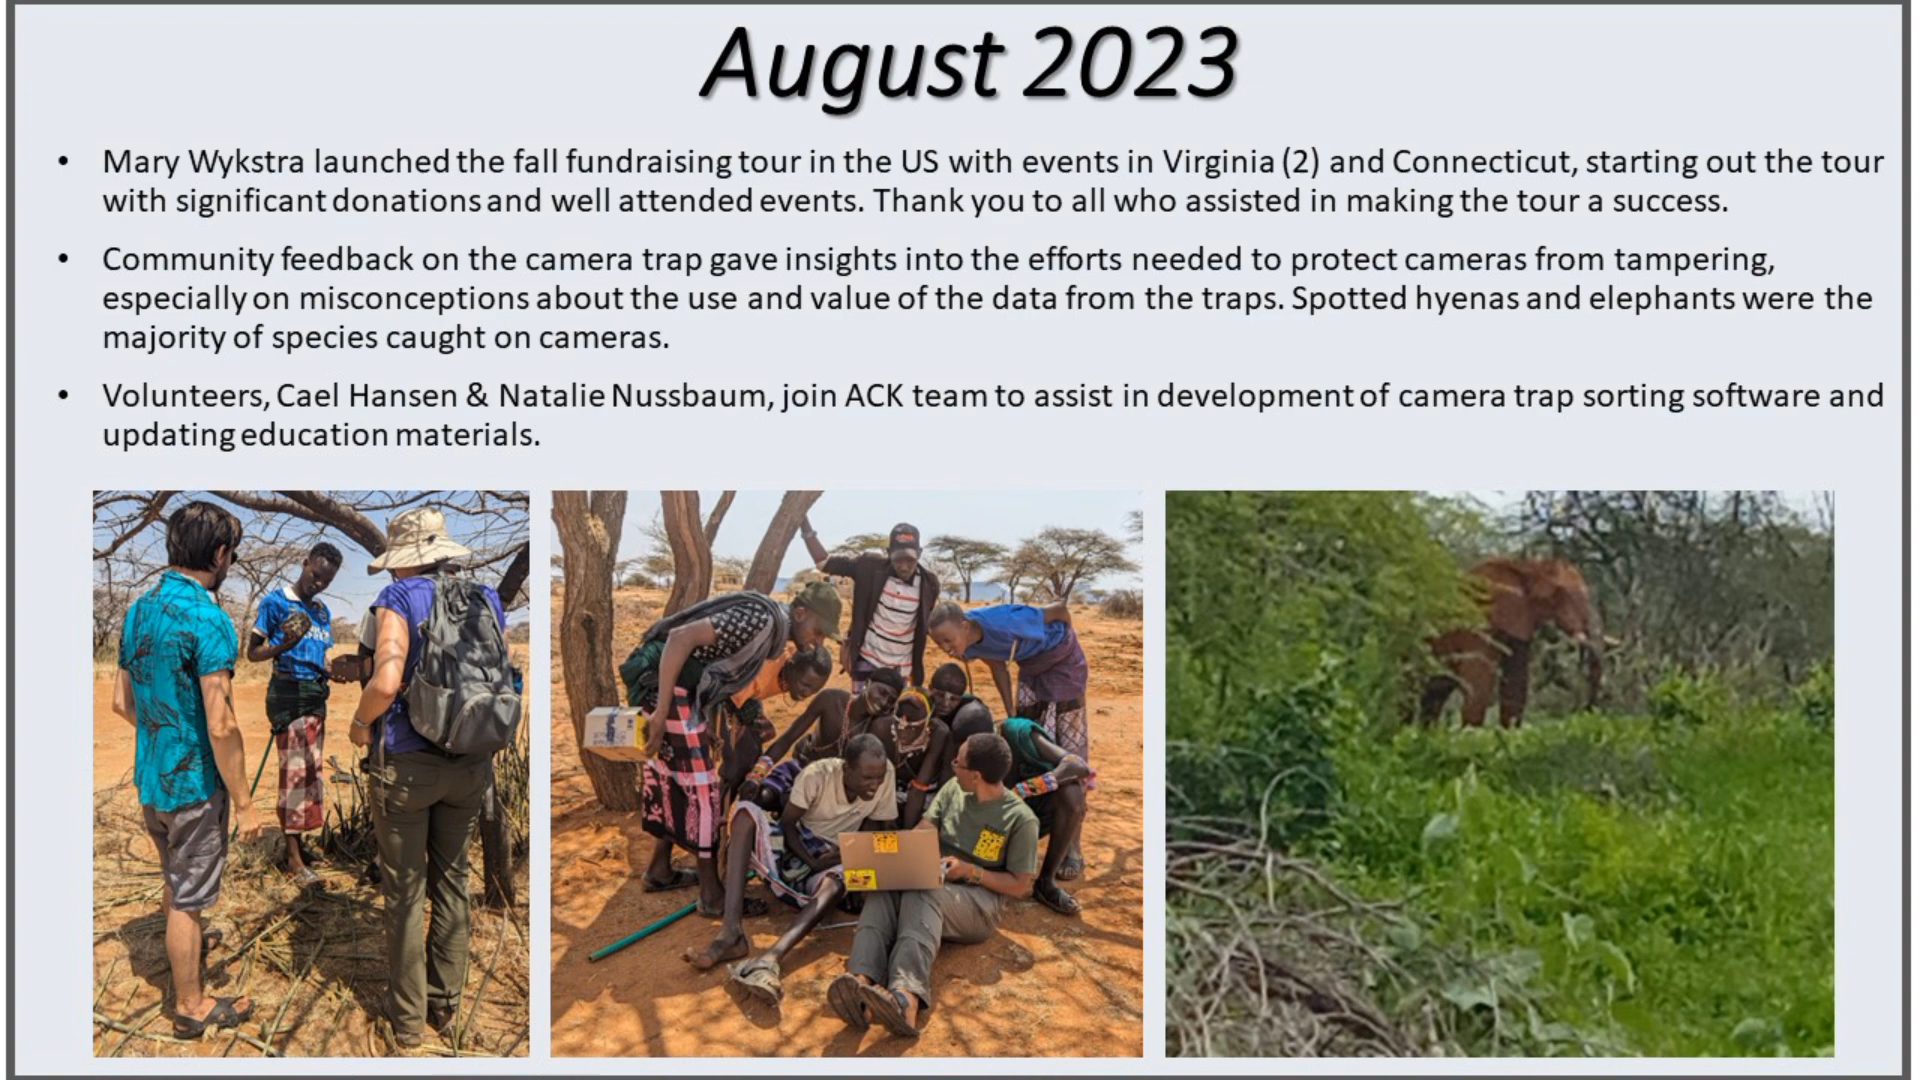 August 2023
• Mary Wykstra launched the fall fundraising tour in the US with events in Virginia (2) and Connecticut, starting out the tour
with significant donations and well attended events. Thank you to all who assisted in making the tour a success.
• Community feedback on the camera trap gave insights into the efforts needed to protect cameras from tampering,
especially on misconceptions about the use and value of the data from the traps. Spotted hyenas and elephants were the
majority of species caught on cameras.
• Volunteers, Cael Hansen & Natalie Nussbaum, join ACK team to assist in development of camera trap sorting software and
updating education materials.